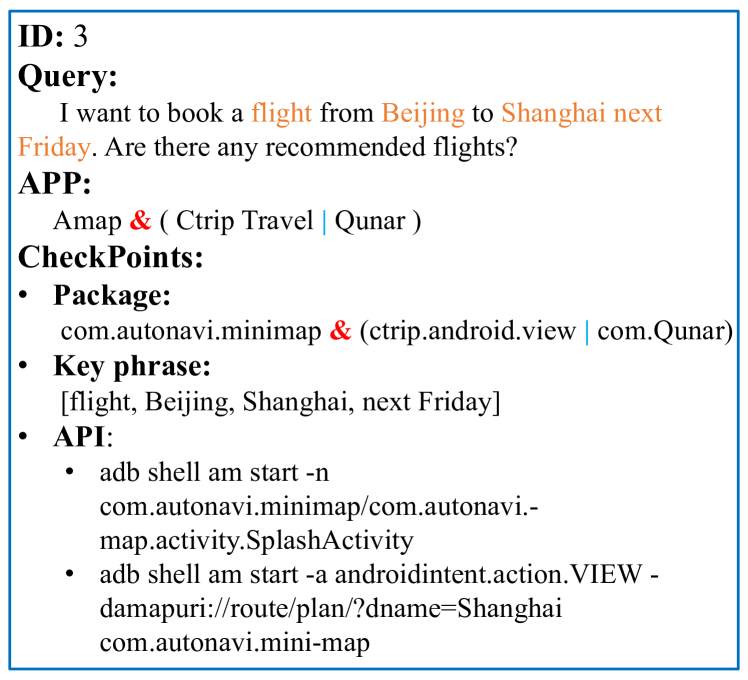 ID: 3
Query:
I want to book a flight from Beijing to Shanghai next
Friday. Are there any recommended flights?
APP:
Amap & ( Ctrip Travel | Qunar )
CheckPoints:
• Package:
com.autonavi.minimap & (ctrip.android.view | com.Qunar)
• Key phrase:
[flight, Beijing, Shanghai, next Friday]
• API:
• adb shell am start -n
com.autonavi.minimap/com.autonavi.-
map.activity.SplashActivity
• adb shell am start -a androidintent.action.VIEW -
damapuri://route/plan/?dname=Shanghai
com.autonavi.mini-map